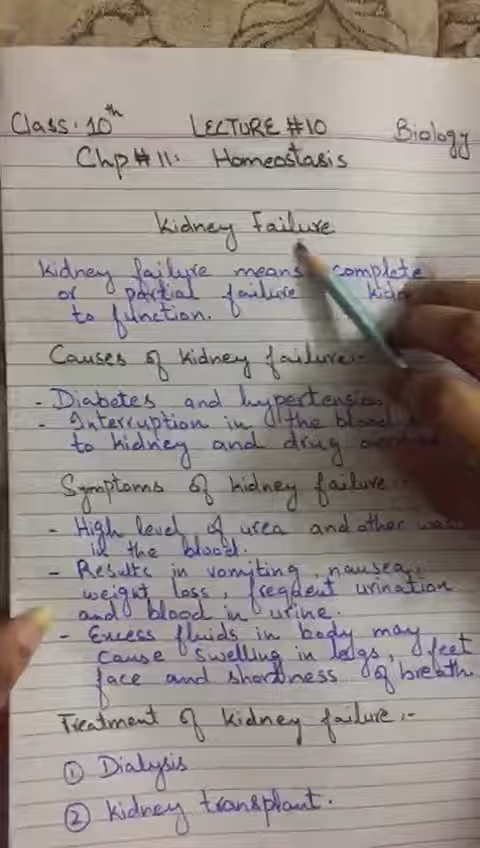 Class. 10th LECTURE #10 Biology
Chp# 11: Homeostasis
Kidney Failure
Kidney failure means complete
or partial failure
to function.
Causes of kidney failure:-
- Diabetes and hypertension
- Interruption in the blood
to kidney and drug
Symptoms of kidney failure:-
- High level of urea and other
in the blood.
- Results in vomiting, nausea,
weight loss, frequent urination
and blood in urine.
- Excess fluids in body may
cause swelling in legs, feet
face and shortness of breath.
Treatment of kidney failure:-
① Dialysis
② Kidney transplant.